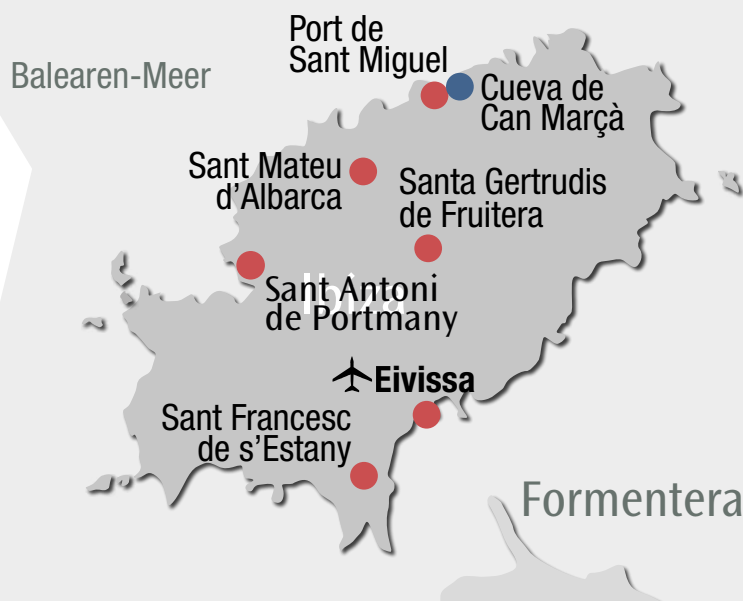 Port de
Sant Miguel
Balearen-Meer
Cueva de
Can Marçà
Sant Mateu
d’Albarca
Santa Gertrudis
de Fruitera
Ibiza
Sant Antoni
de Portmany
Eivissa
Sant Francesc
de s’Estany
Formentera